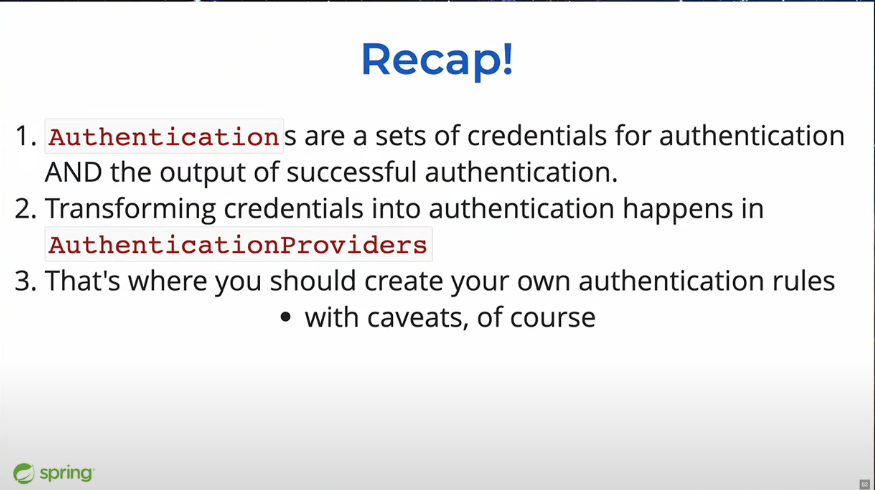 Recap!
1. Authentications are a sets of credentials for authentication
AND the output of successful authentication.
2. Transforming credentials into authentication happens in
AuthenticationProviders
3. That's where you should create your own authentication rules
• with caveats, of course
spring